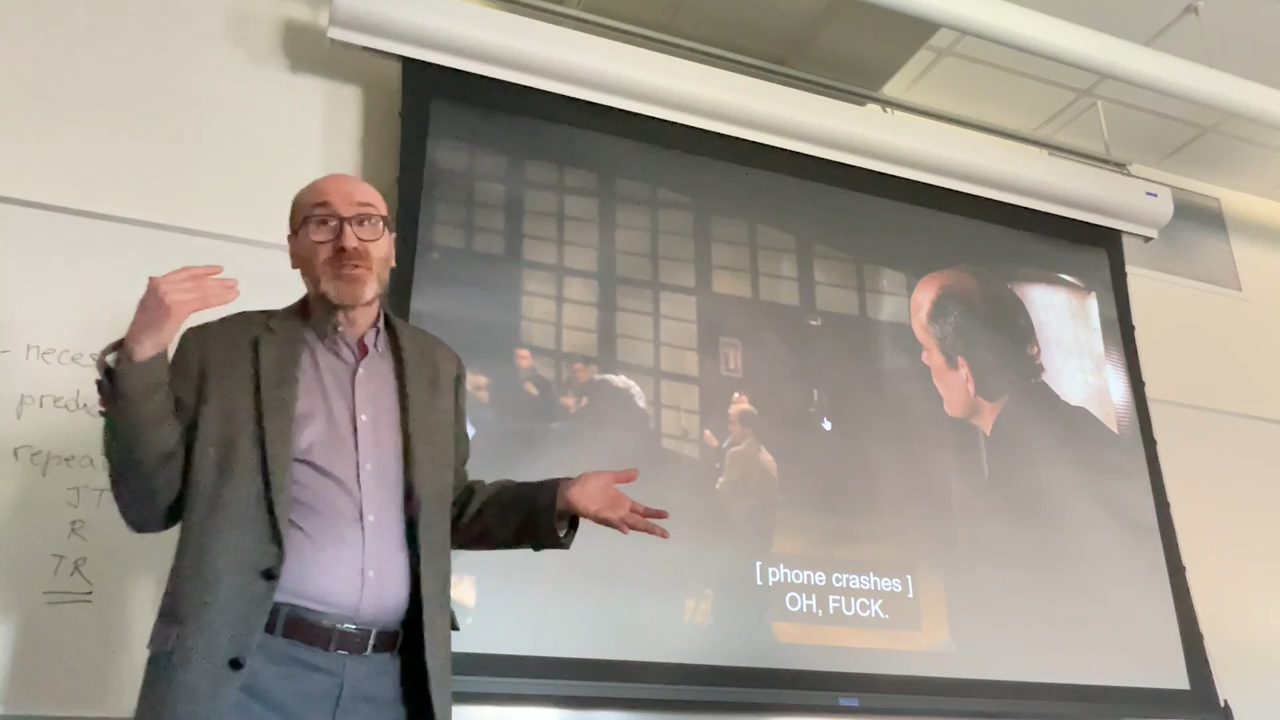 - neces
predi
repea
JT
R
TR
[ phone crashes ]
OH, FUCK.